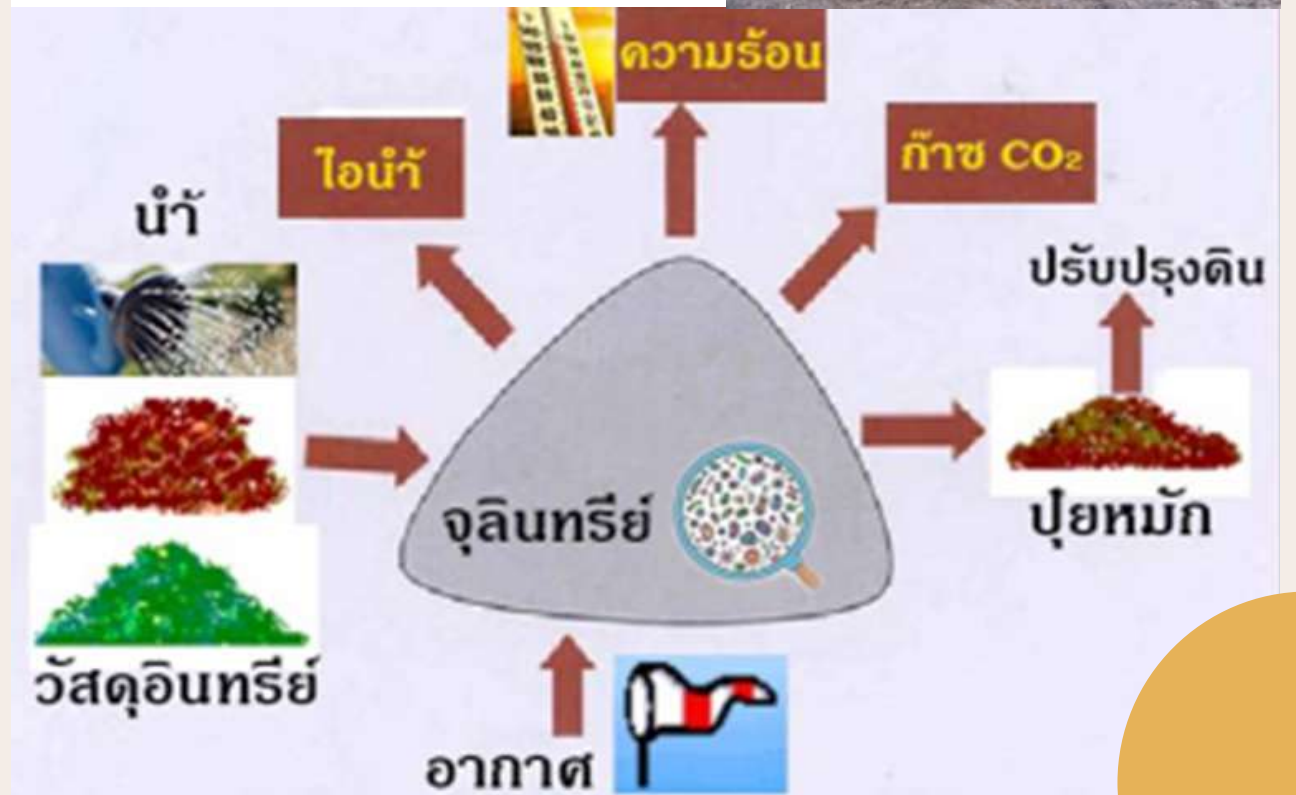 ความร้อน
ไอน้ำ
ก๊าซ CO₂
น้ำ
ปรับปรุงดิน
จุลินทรีย์
ปุ๋ยหมัก
วัสดุอินทรีย์
อากาศ